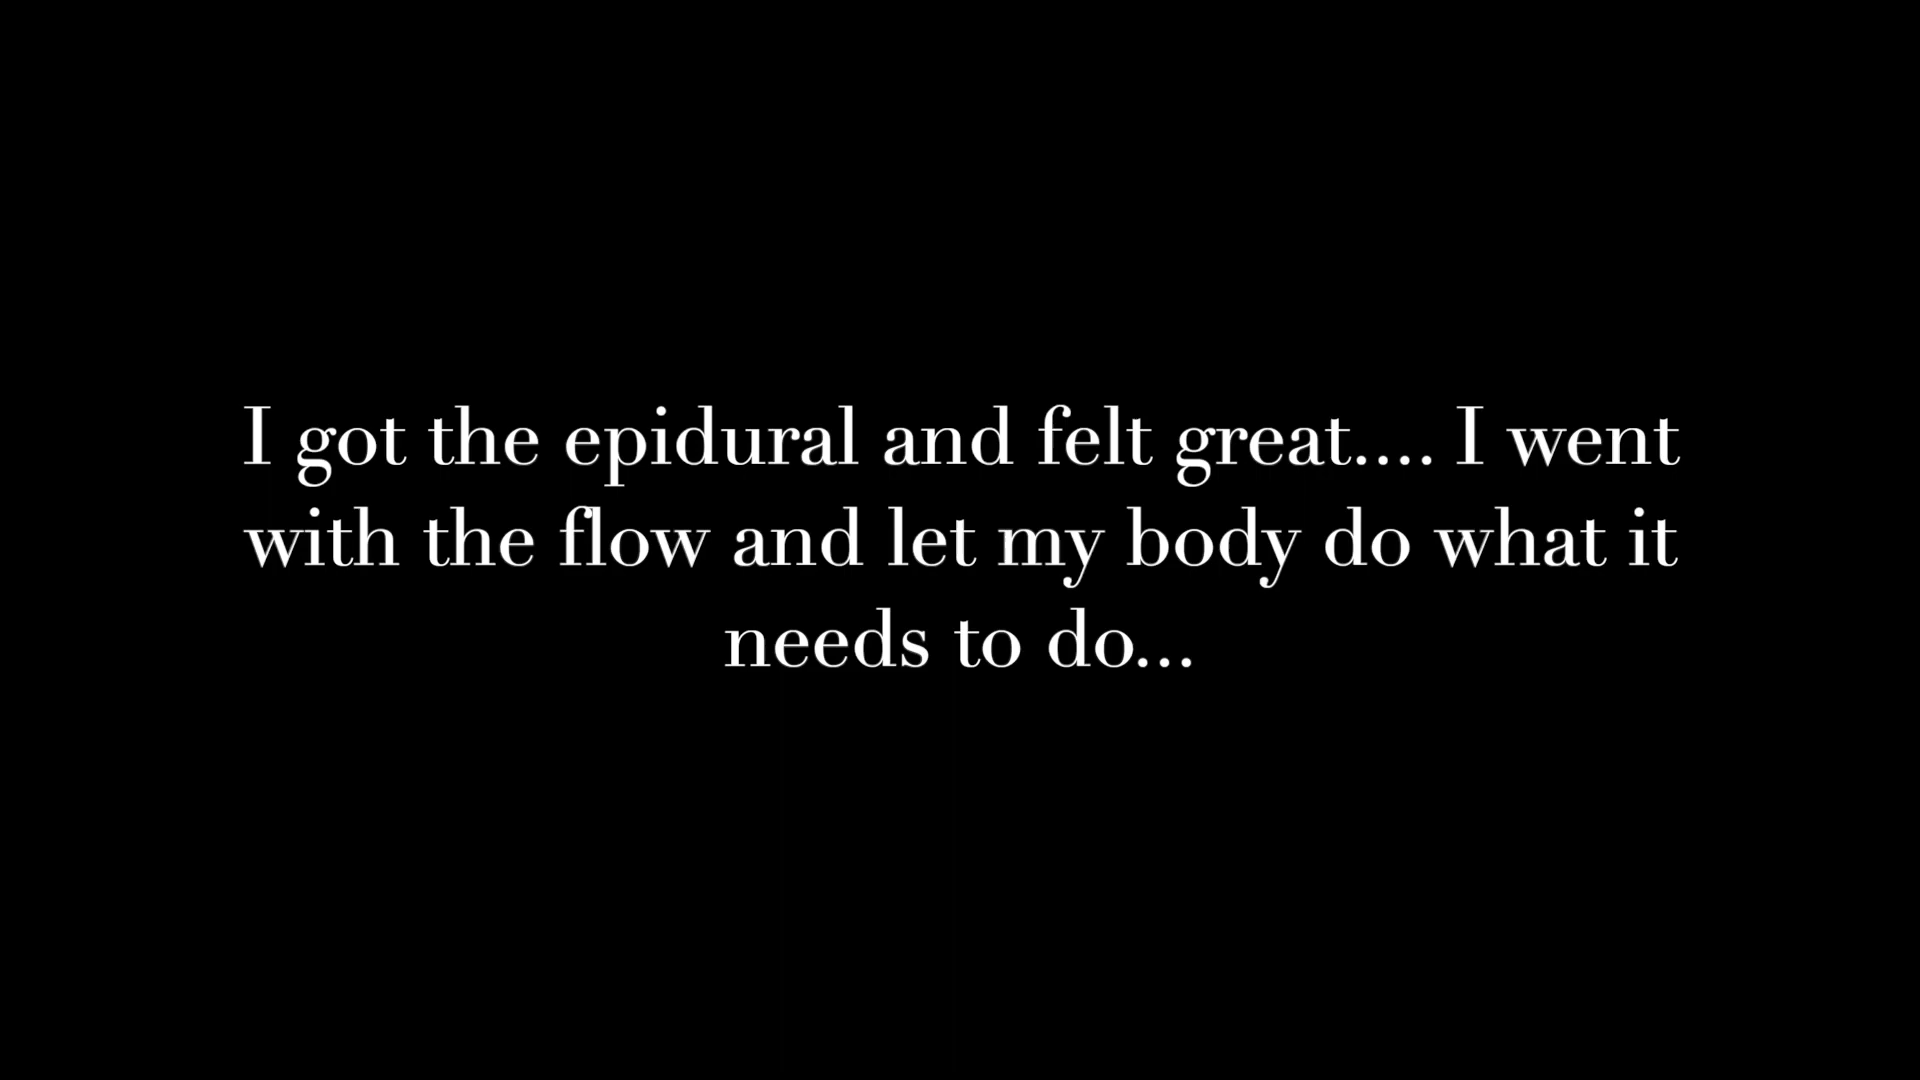 I got the epidural and felt great.... I went
with the flow and let my body do what it
needs to do...